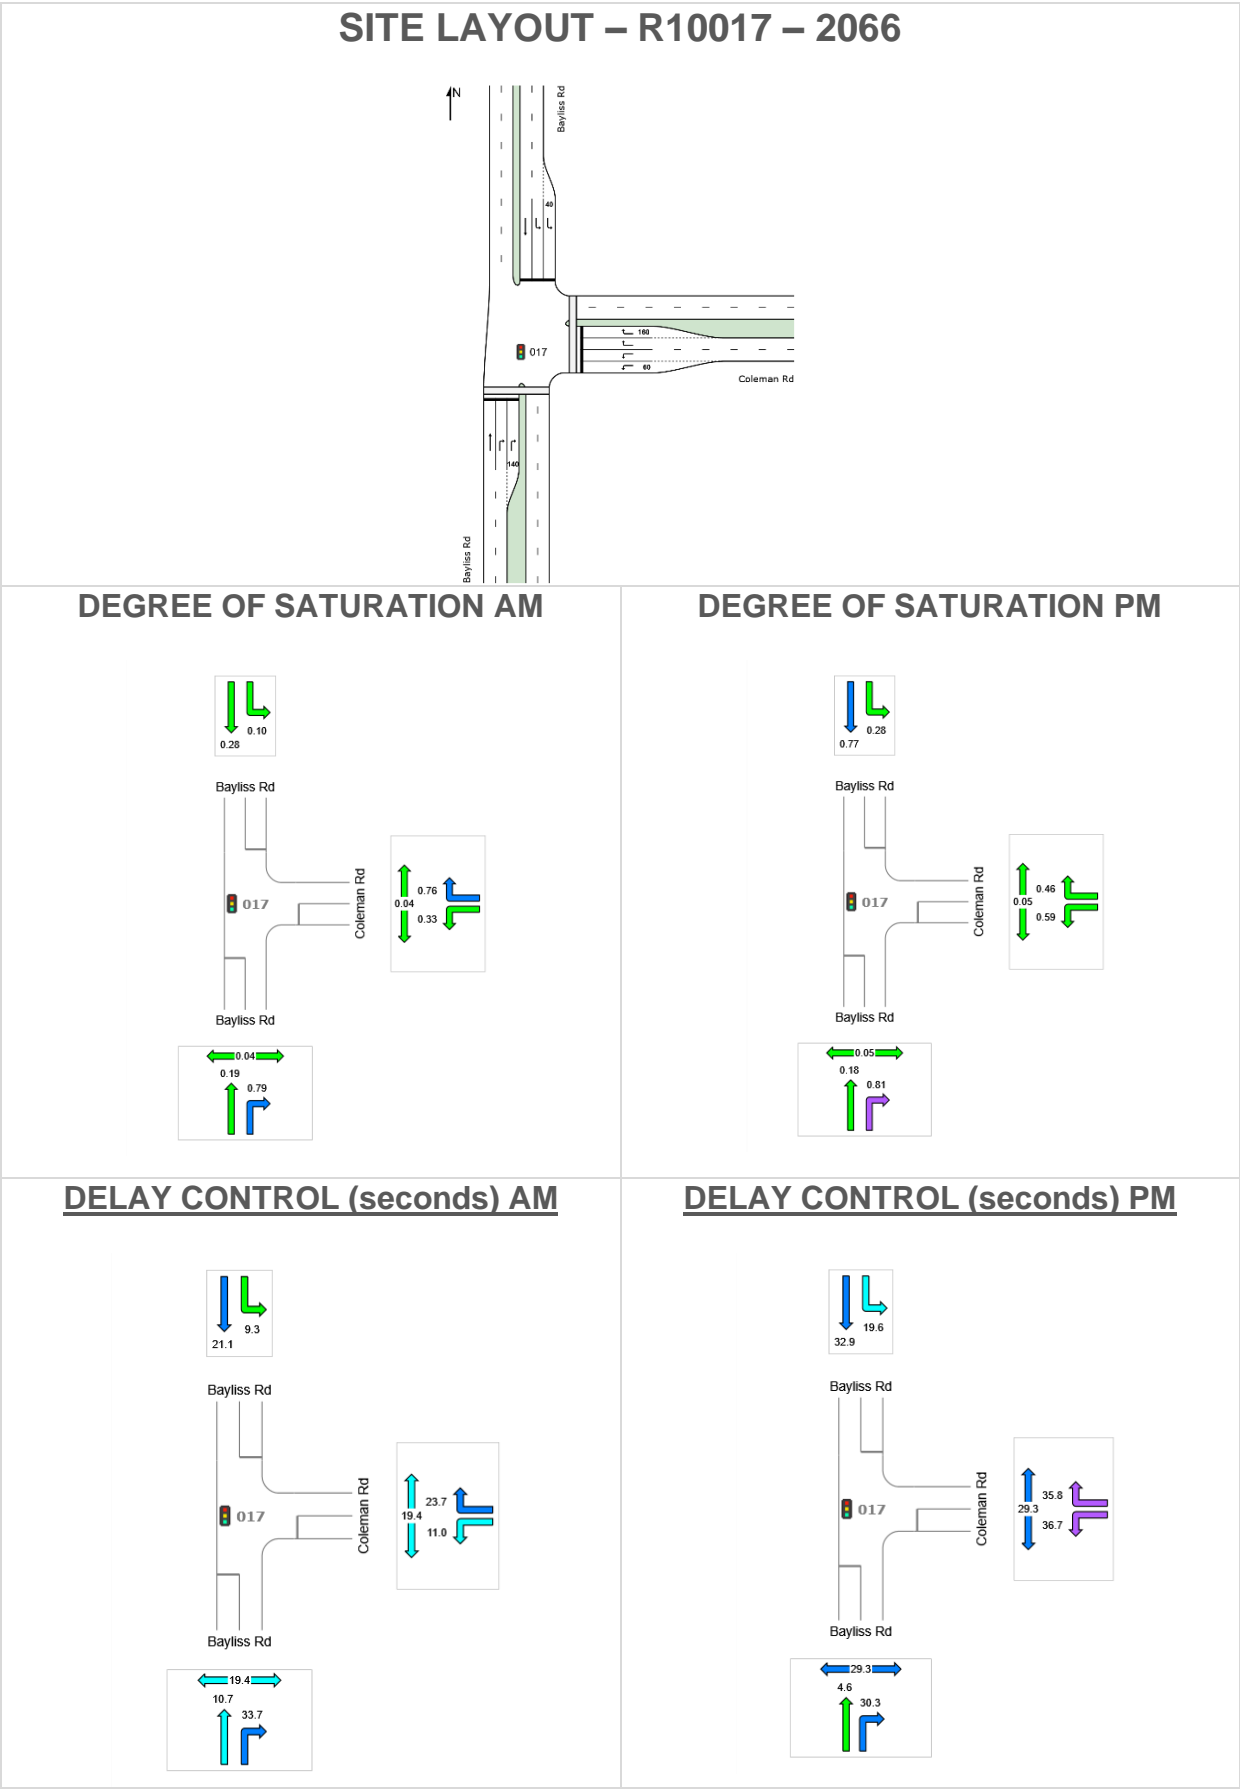 SITE LAYOUT – R10017 – 2066
N
Bayliss Rd
40
160
017
60
Coleman Rd
140
Bayliss Rd
DEGREE OF SATURATION AM
0.10
0.28
Bayliss Rd
0.76
0.04
0.33
017
Coleman Rd
Bayliss Rd
0.04
0.19
0.79
DEGREE OF SATURATION PM
0.28
0.77
Bayliss Rd
0.46
0.05
0.59
017
Coleman Rd
Bayliss Rd
0.05
0.18
0.81
DELAY CONTROL (seconds) AM
9.3
21.1
Bayliss Rd
23.7
19.4
11.0
017
Coleman Rd
Bayliss Rd
19.4
10.7
33.7
DELAY CONTROL (seconds) PM
19.6
32.9
Bayliss Rd
35.8
29.3
36.7
017
Coleman Rd
Bayliss Rd
29.3
4.6
30.3